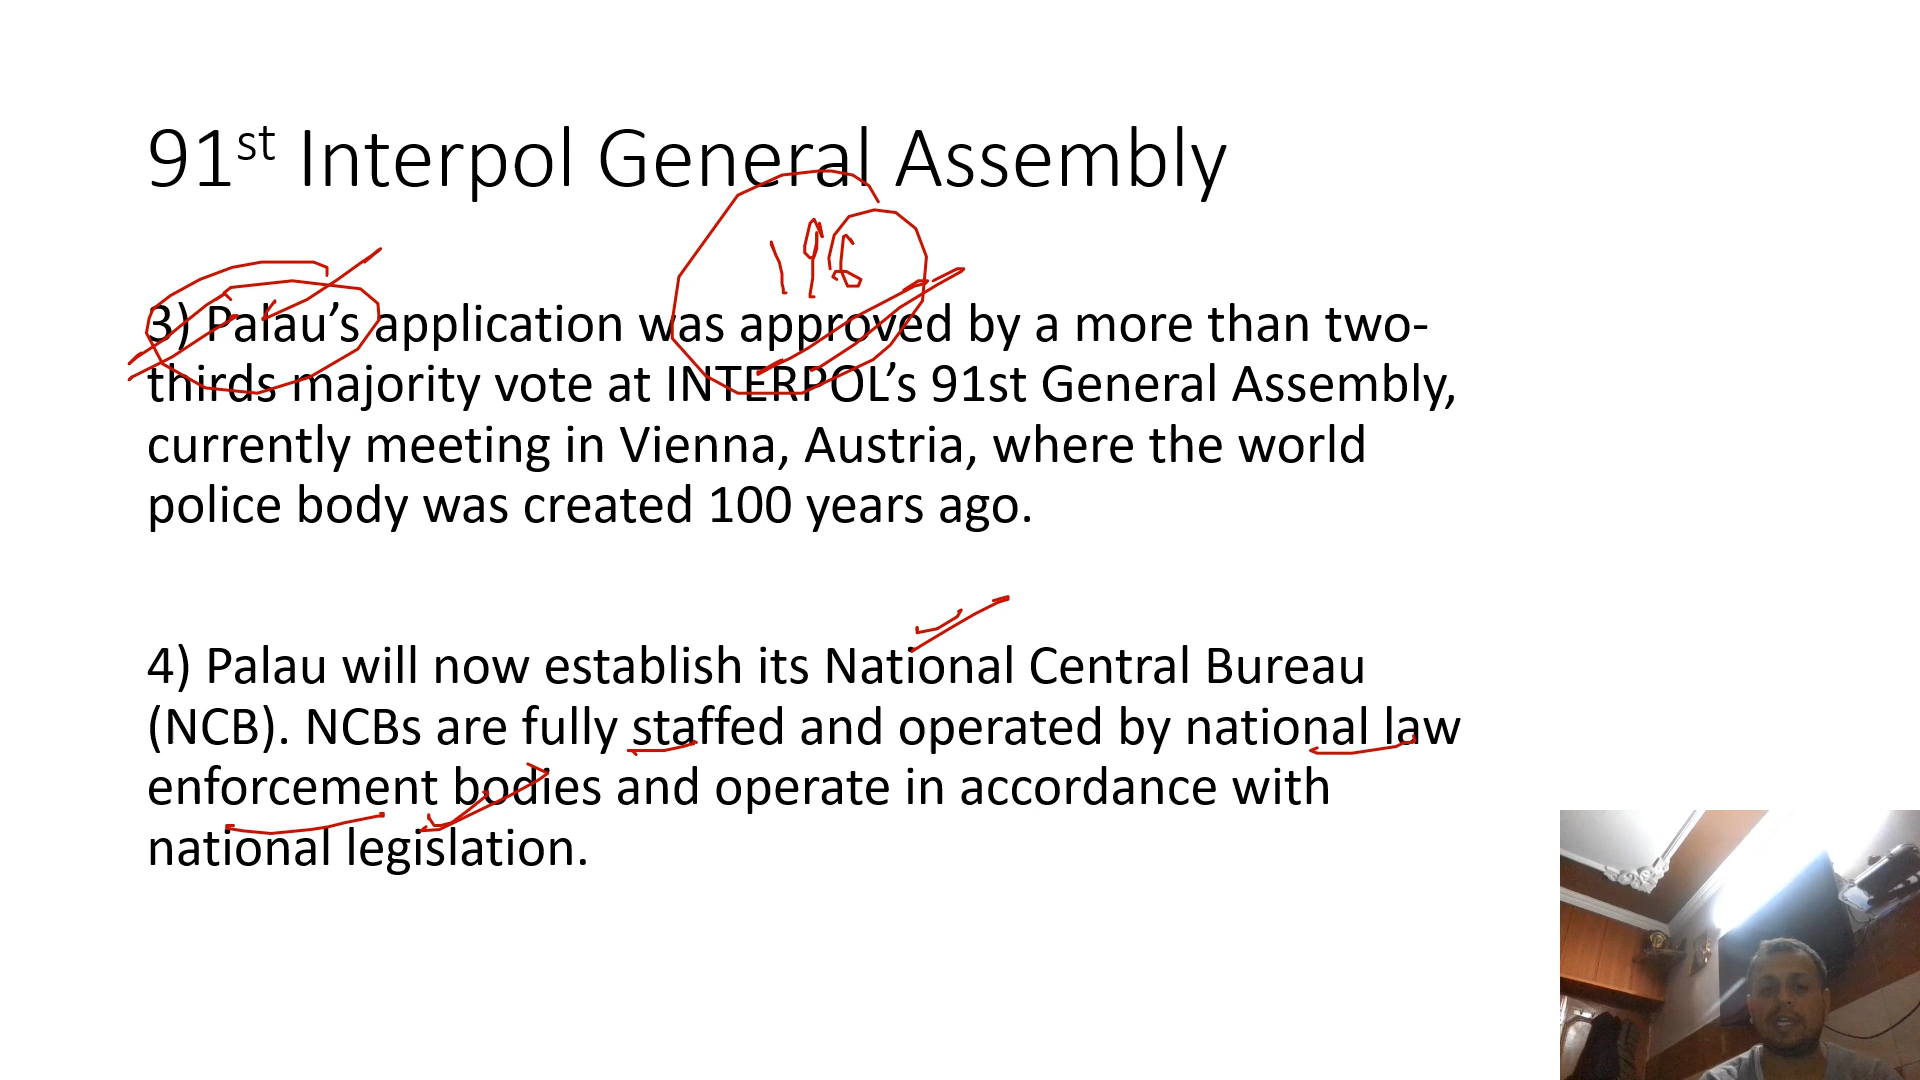 91st Interpol General Assembly
196
3) Palau’s application was approved by a more than two-
thirds majority vote at INTERPOL’s 91st General Assembly,
currently meeting in Vienna, Austria, where the world
police body was created 100 years ago.
4) Palau will now establish its National Central Bureau
(NCB). NCBs are fully staffed and operated by national law
enforcement bodies and operate in accordance with
national legislation.